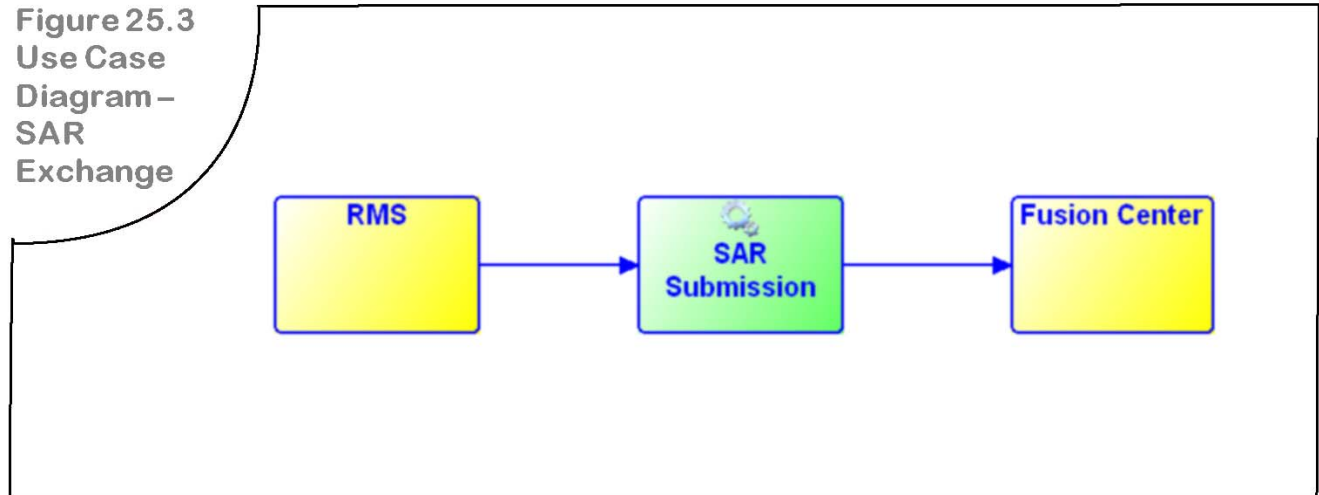 Figure 25.3
Use Case
Diagram –
SAR
Exchange
RMS
SAR
Submission
Fusion Center